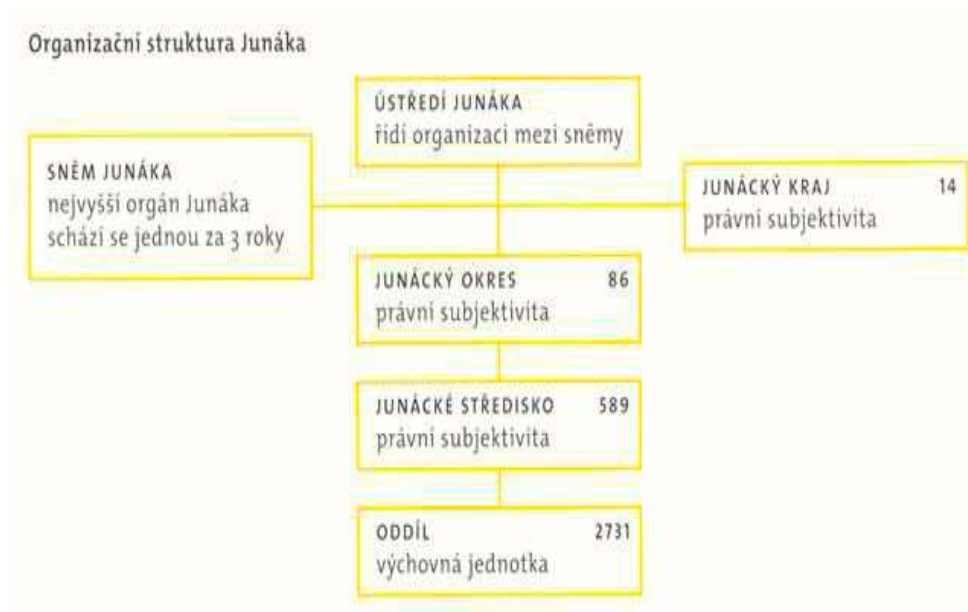 Organizační struktura Junáka
ÚSTŘEDÍ JUNÁKA
řídí organizaci mezi sněmy
SNĚM JUNÁKA
nejvyšší orgán Junáka
schází se jednou za 3 roky
JUNÁCKÝ KRAJ 14
právní subjektivita
JUNÁCKÝ OKRES 86
právní subjektivita
JUNÁCKÉ STŘEDISKO 589
právní subjektivita
ODDÍL 2731
výchovná jednotka